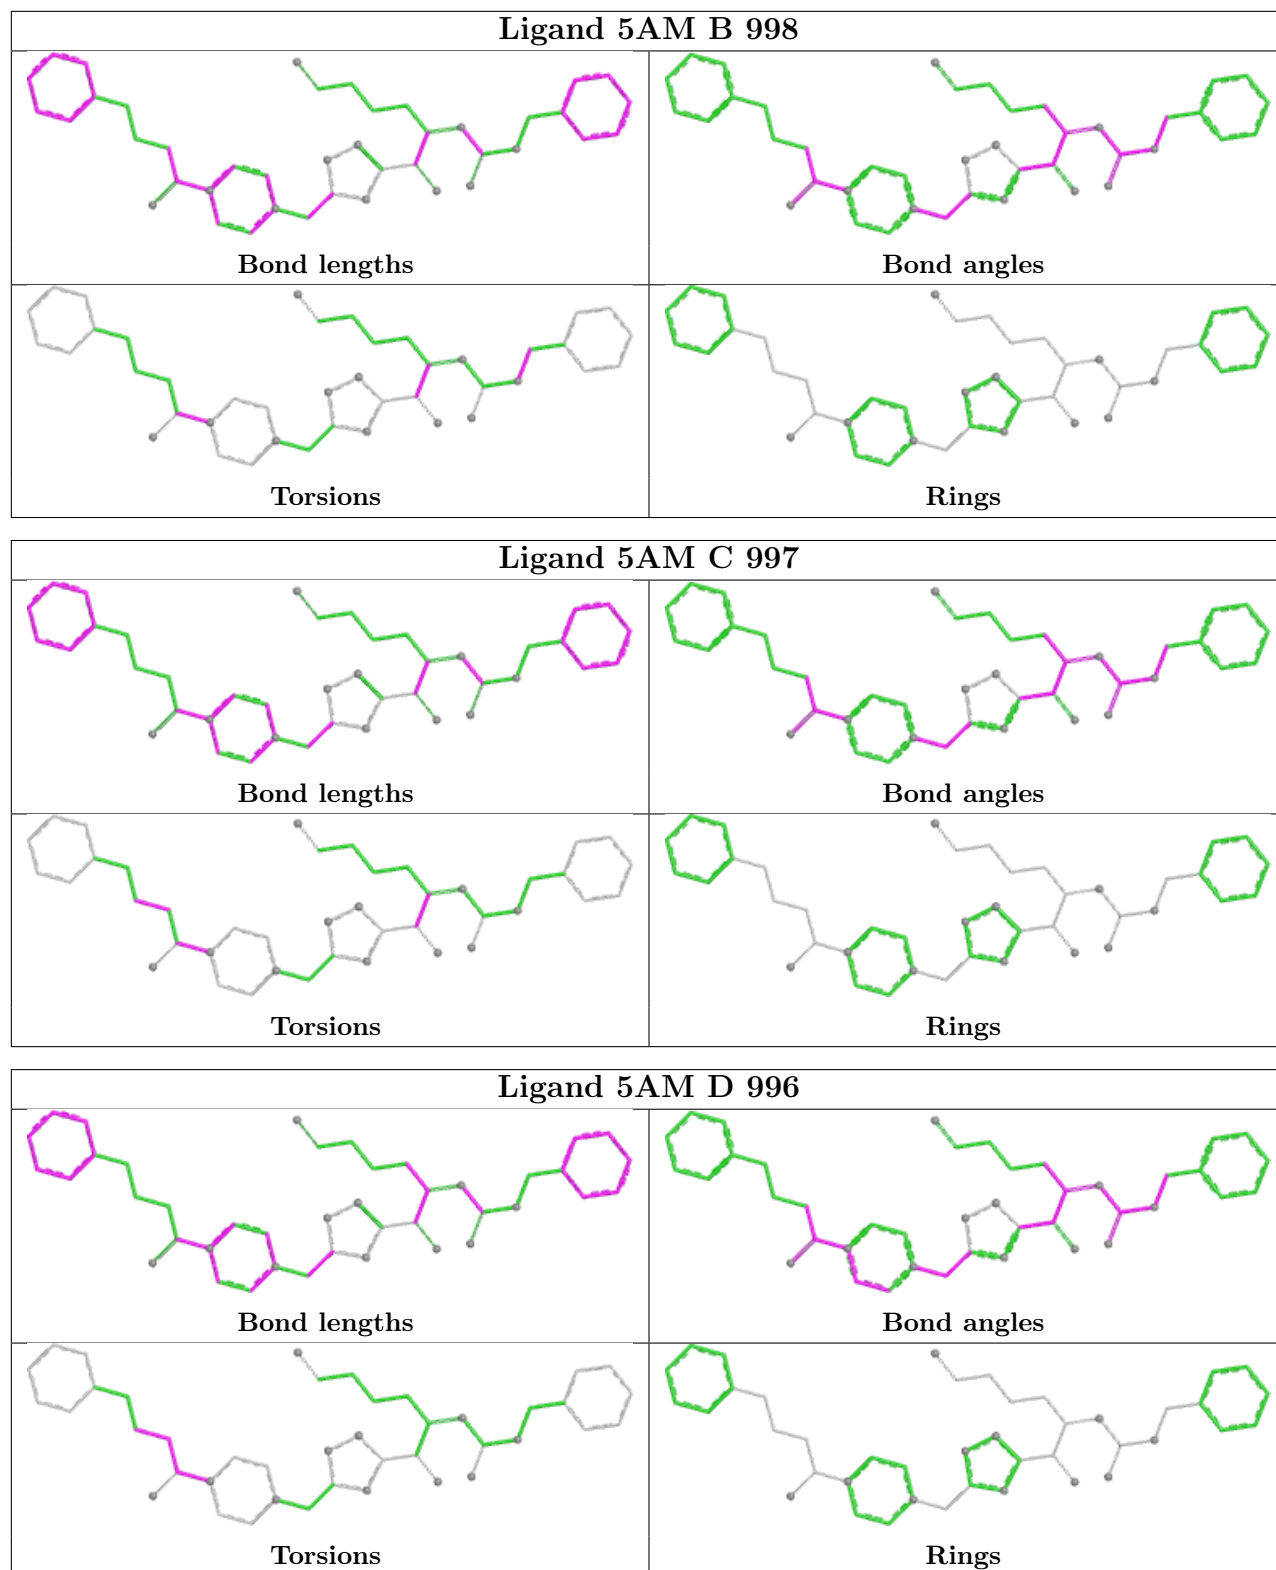 Ligand 5AM B 998
Bond lengths
Bond angles
Torsions
Rings
Ligand 5AM C 997
Bond lengths
Bond angles
Torsions
Rings
Ligand 5AM D 996
Bond lengths
Bond angles
Torsions
Rings